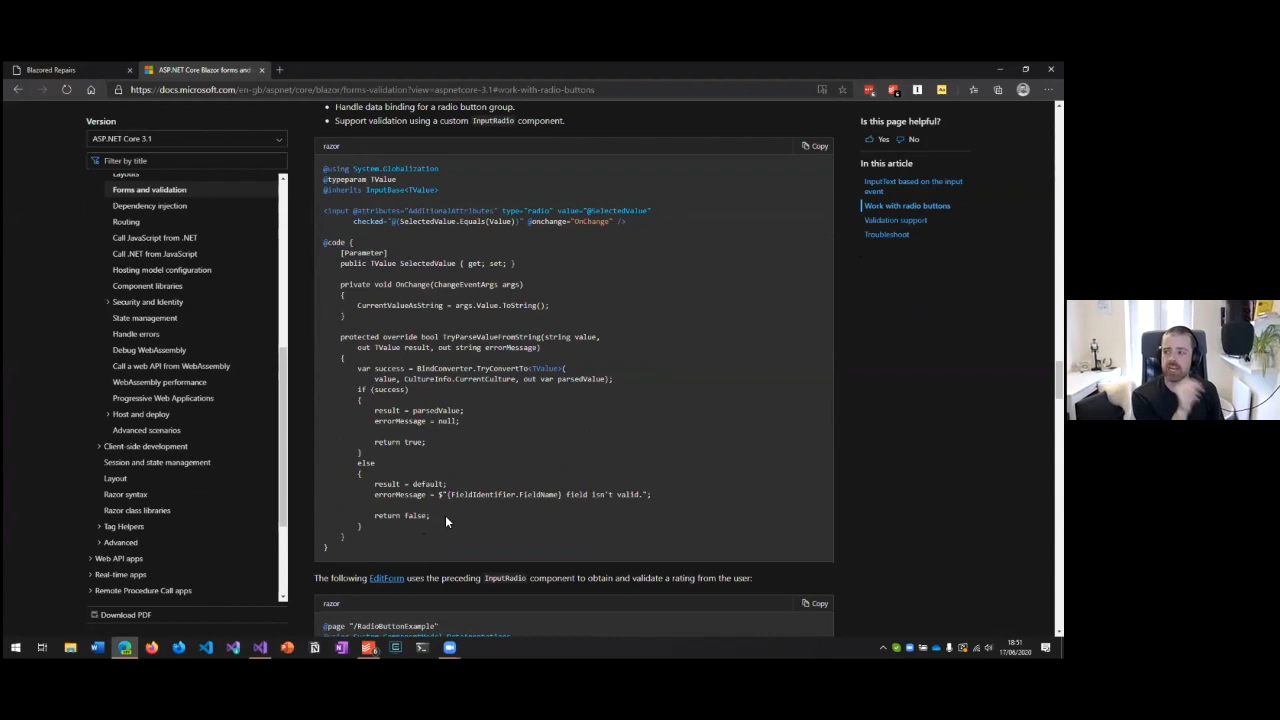 Blazored Repairs
ASP.NET Core Blazor forms and
https://docs.microsoft.com/en-gb/aspnet/core/blazor/forms-validation?view=aspnetcore-3.1#work-with-radio-buttons
Version
ASP.NET Core 3.1
Filter by title
Layouts
Forms and validation
Dependency injection
Routing
Call JavaScript from .NET
Call .NET from JavaScript
Hosting model configuration
Component libraries
Security and Identity
State management
Handle errors
Debug WebAssembly
Call a web API from WebAssembly
WebAssembly performance
Progressive Web Applications
Host and deploy
Advanced scenarios
Client-side development
Session and state management
Layout
Razor syntax
Razor class libraries
Tag Helpers
Advanced
Web API apps
Real-time apps
Remote Procedure Call apps
Download PDF
Handle data binding for a radio button group.
Support validation using a custom InputRadio component.
razor
Copy
@using System.Globalization
@typeparam TValue
@inherits InputBase<TValue>
<input @attributes="AdditionalAttributes" type="radio" value="@SelectedValue"
checked="@(SelectedValue.Equals(Value))" @onchange="OnChange" />
@code {
[Parameter]
public TValue SelectedValue { get; set; }
private void OnChange(ChangeEventArgs args)
{
CurrentValueAsString = args.Value.ToString();
}
protected override bool TryParseValueFromString(string value,
out TValue result, out string errorMessage)
{
var success = BindConverter.TryConvertTo<TValue>(
value, CultureInfo.CurrentCulture, out var parsedValue);
if (success)
{
result = parsedValue;
errorMessage = null;
return true;
}
else
{
result = default;
errorMessage = $"{FieldIdentifier.FieldName} field isn't valid.";
return false;
}
}
}
The following EditForm uses the preceding InputRadio component to obtain and validate a rating from the user:
razor
Copy
@page "/RadioButtonExample"
@using System.ComponentModel.DataAnnotations
Is this page helpful?
Yes
No
In this article
InputText based on the input
event
Work with radio buttons
Validation support
Troubleshoot
18:51
17/06/2020